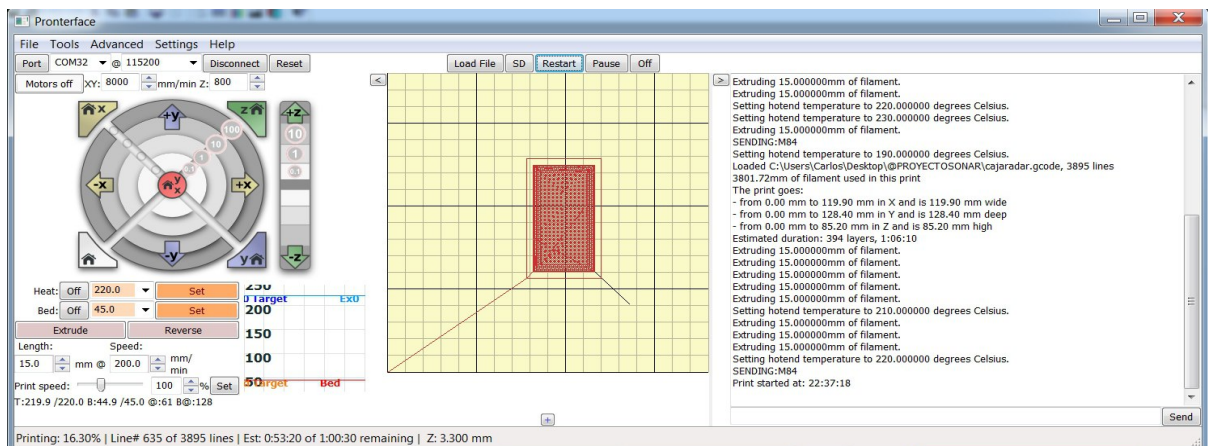 Pronterface
File Tools Advanced Settings Help
Port COM32 @ 115200 Disconnect Reset Load File SD Restart Pause Off
Motors off XY: 8000 mm/min Z: 800 < >
x +y z +z
100
10
1
0.1
10
1
0.1
-x y x +x
-y y -z
Heat: Off 220.0 Set
Bed: Off 45.0 Set
Extrude Reverse
Length: Speed:
15.0 mm @ 200.0 mm/ min
Print speed: 100 % Set
T:219.9 /220.0 B:44.9 /45.0 @:61 B@:128
250
Target Ex0
200
150
100
50
Target Bed
+
Extruding 15.000000mm of filament.
Extruding 15.000000mm of filament.
Setting hotend temperature to 220.000000 degrees Celsius.
Setting hotend temperature to 230.000000 degrees Celsius.
Extruding 15.000000mm of filament.
SENDING:M84
Setting hotend temperature to 190.000000 degrees Celsius.
Loaded C:\Users\Carlos\Desktop\@PROYECTOSONAR\cajaradar.gcode, 3895 lines
3801.72mm of filament used in this print
The print goes:
- from 0.00 mm to 119.90 mm in X and is 119.90 mm wide
- from 0.00 mm to 128.40 mm in Y and is 128.40 mm deep
- from 0.00 mm to 85.20 mm in Z and is 85.20 mm high
Estimated duration: 394 layers, 1:06:10
Extruding 15.000000mm of filament.
Extruding 15.000000mm of filament.
Extruding 15.000000mm of filament.
Extruding 15.000000mm of filament.
Extruding 15.000000mm of filament.
Setting hotend temperature to 210.000000 degrees Celsius.
Extruding 15.000000mm of filament.
Extruding 15.000000mm of filament.
Extruding 15.000000mm of filament.
Setting hotend temperature to 220.000000 degrees Celsius.
SENDING:M84
Print started at: 22:37:18
Send
Printing: 16.30% | Line# 635 of 3895 lines | Est: 0:53:20 of 1:00:30 remaining | Z: 3.300 mm